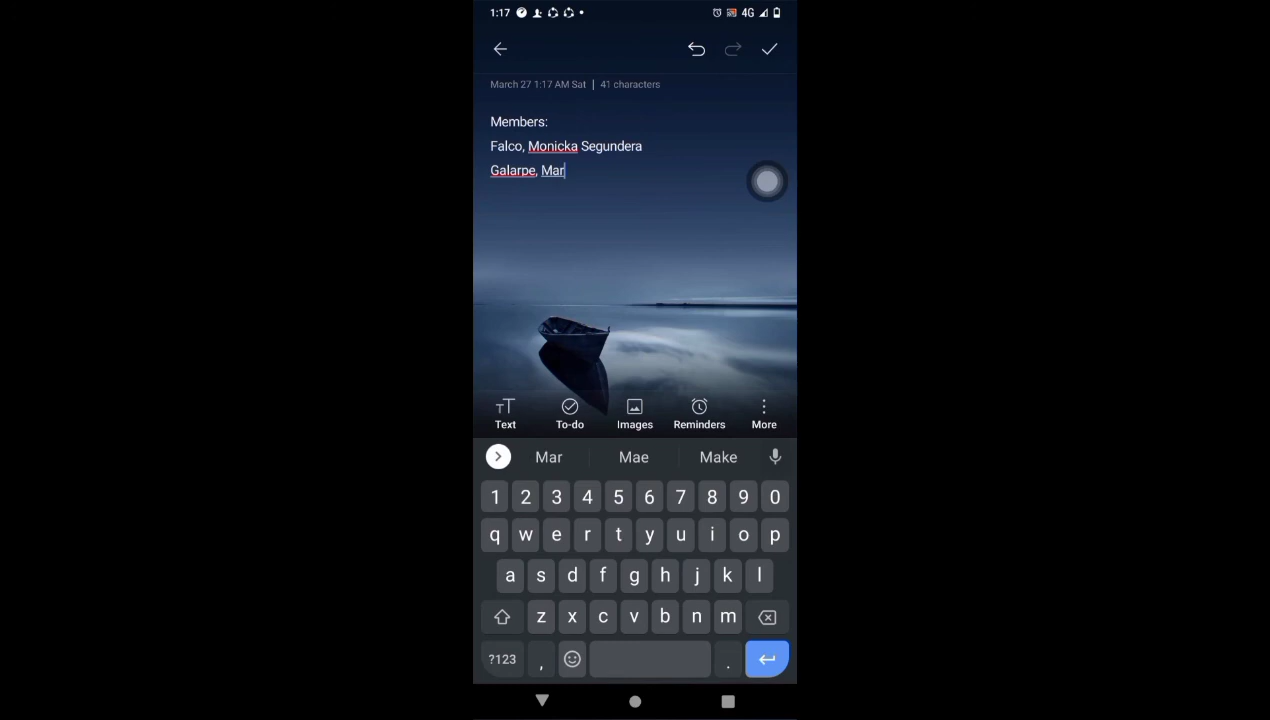 1:17 4G
March 27 1:17 AM Sat | 41 characters
Members:
Falco, Monicka Segundera
Galarpe, Mar
Text To-do Images Reminders More
Mar Mae Make
1 2 3 4 5 6 7 8 9 0
q w e r t y u i o p
a s d f g h j k l
z x c v b n m
?123 , .